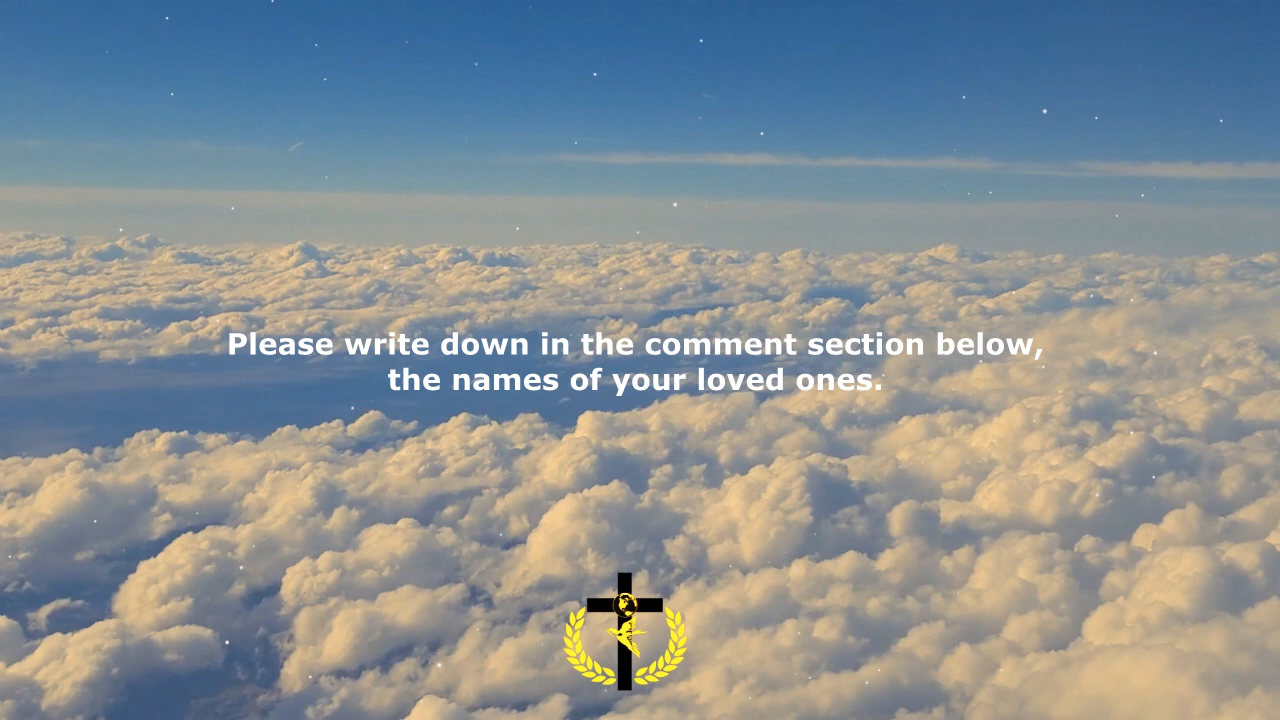 Please write down in the comment section below,
the names of your loved ones.